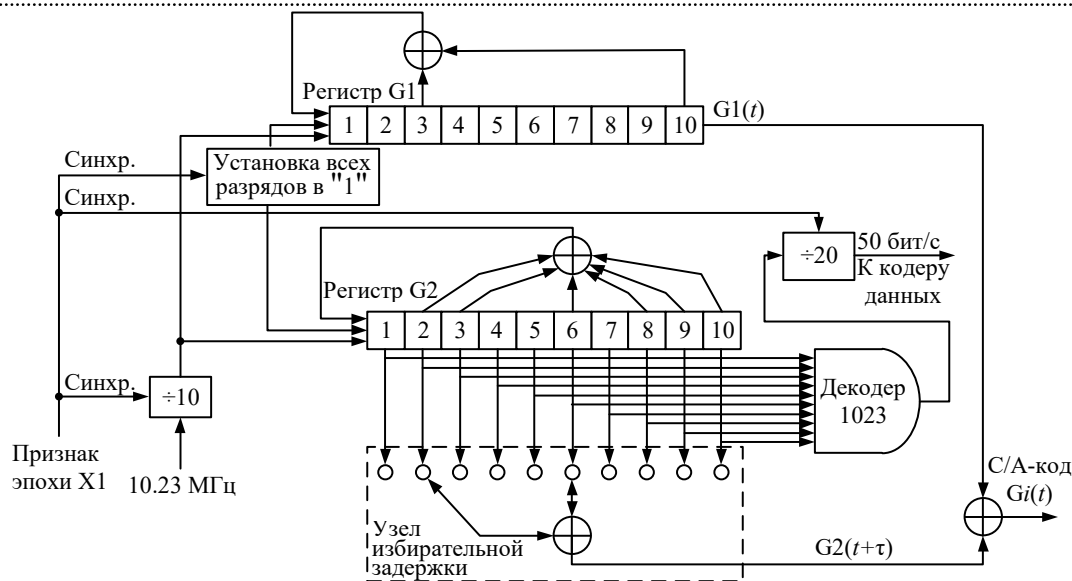 Регистр G1
1 2 3 4 5 6 7 8 9 10
G1(t)
Синхр.
Установка всех
разрядов в "1"
Синхр.
÷20
50 бит/с
К кодеру
данных
Регистр G2
1 2 3 4 5 6 7 8 9 10
Синхр.
÷10
Декодер
1023
Признак
эпохи X1
10.23 МГц
C/A-код
Gi(t)
Узел
избирательной
задержки
G2(t+τ)